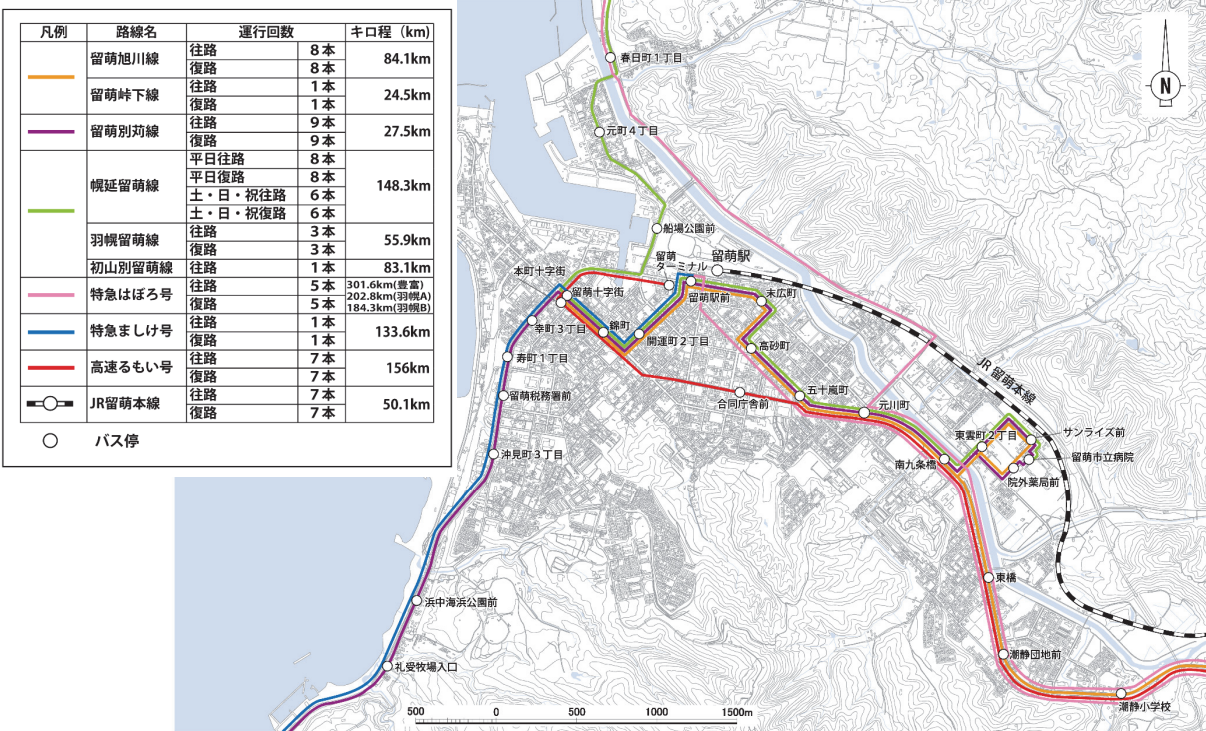 凡例 路線名 運行回数 キロ程（km)
留萌旭川線 往路 8本 84.1km
復路 8本
留萌峠下線 往路 1本 24.5km
復路 1本
留萌別苅線 往路 9本 27.5km
復路 9本
幌延留萌線 平日往路 8本 148.3km
平日復路 8本
土・日・祝往路 6本
土・日・祝復路 6本
羽幌留萌線 往路 3本 55.9km
復路 3本
初山別留萌線 往路 1本 83.1km
特急はぼろ号 往路 5本 301.6km(豊富)
202.8km(羽幌A)
復路 5本 184.3km(羽幌B)
特急ましけ号 往路 1本 133.6km
復路 1本
高速るもい号 往路 7本 156km
復路 7本
JR留萌本線 往路 7本 50.1km
復路 7本
バス停
N
春日町1丁目
元町4丁目
船場公園前
留萌
ターミナル
留萌駅
本町十字街
留萌十字街
留萌駅前
末広町
幸町3丁目
錦町
開運町2丁目
高砂町
寿町1丁目
留萌税務署前
合同庁舎前
五十嵐町
元川町
JR留萌本線
沖見町3丁目
南九条橋
東雲町2丁目
サンライズ前
留萌市立病院
院外薬局前
東橋
浜中海浜公園前
礼受牧場入口
潮静団地前
潮静小学校
500 0 500 1000 1500m